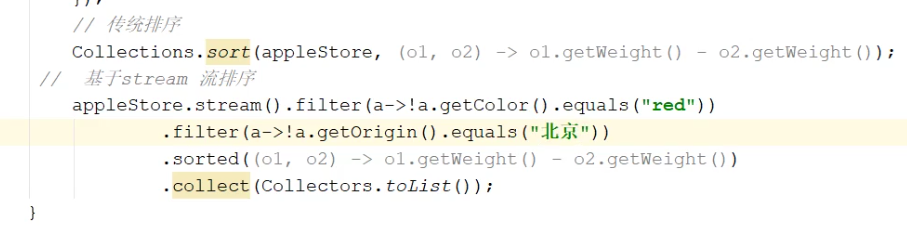 });
// 传统排序
Collections.sort(appleStore, (o1, o2) -> o1.getWeight() - o2.getWeight());
// 基于stream 流排序
appleStore.stream().filter(a->!a.getColor().equals("red"))
.filter(a->!a.getOrigin().equals("北京"))
.sorted((o1, o2) -> o1.getWeight() - o2.getWeight())
.collect(Collectors.toList());
}